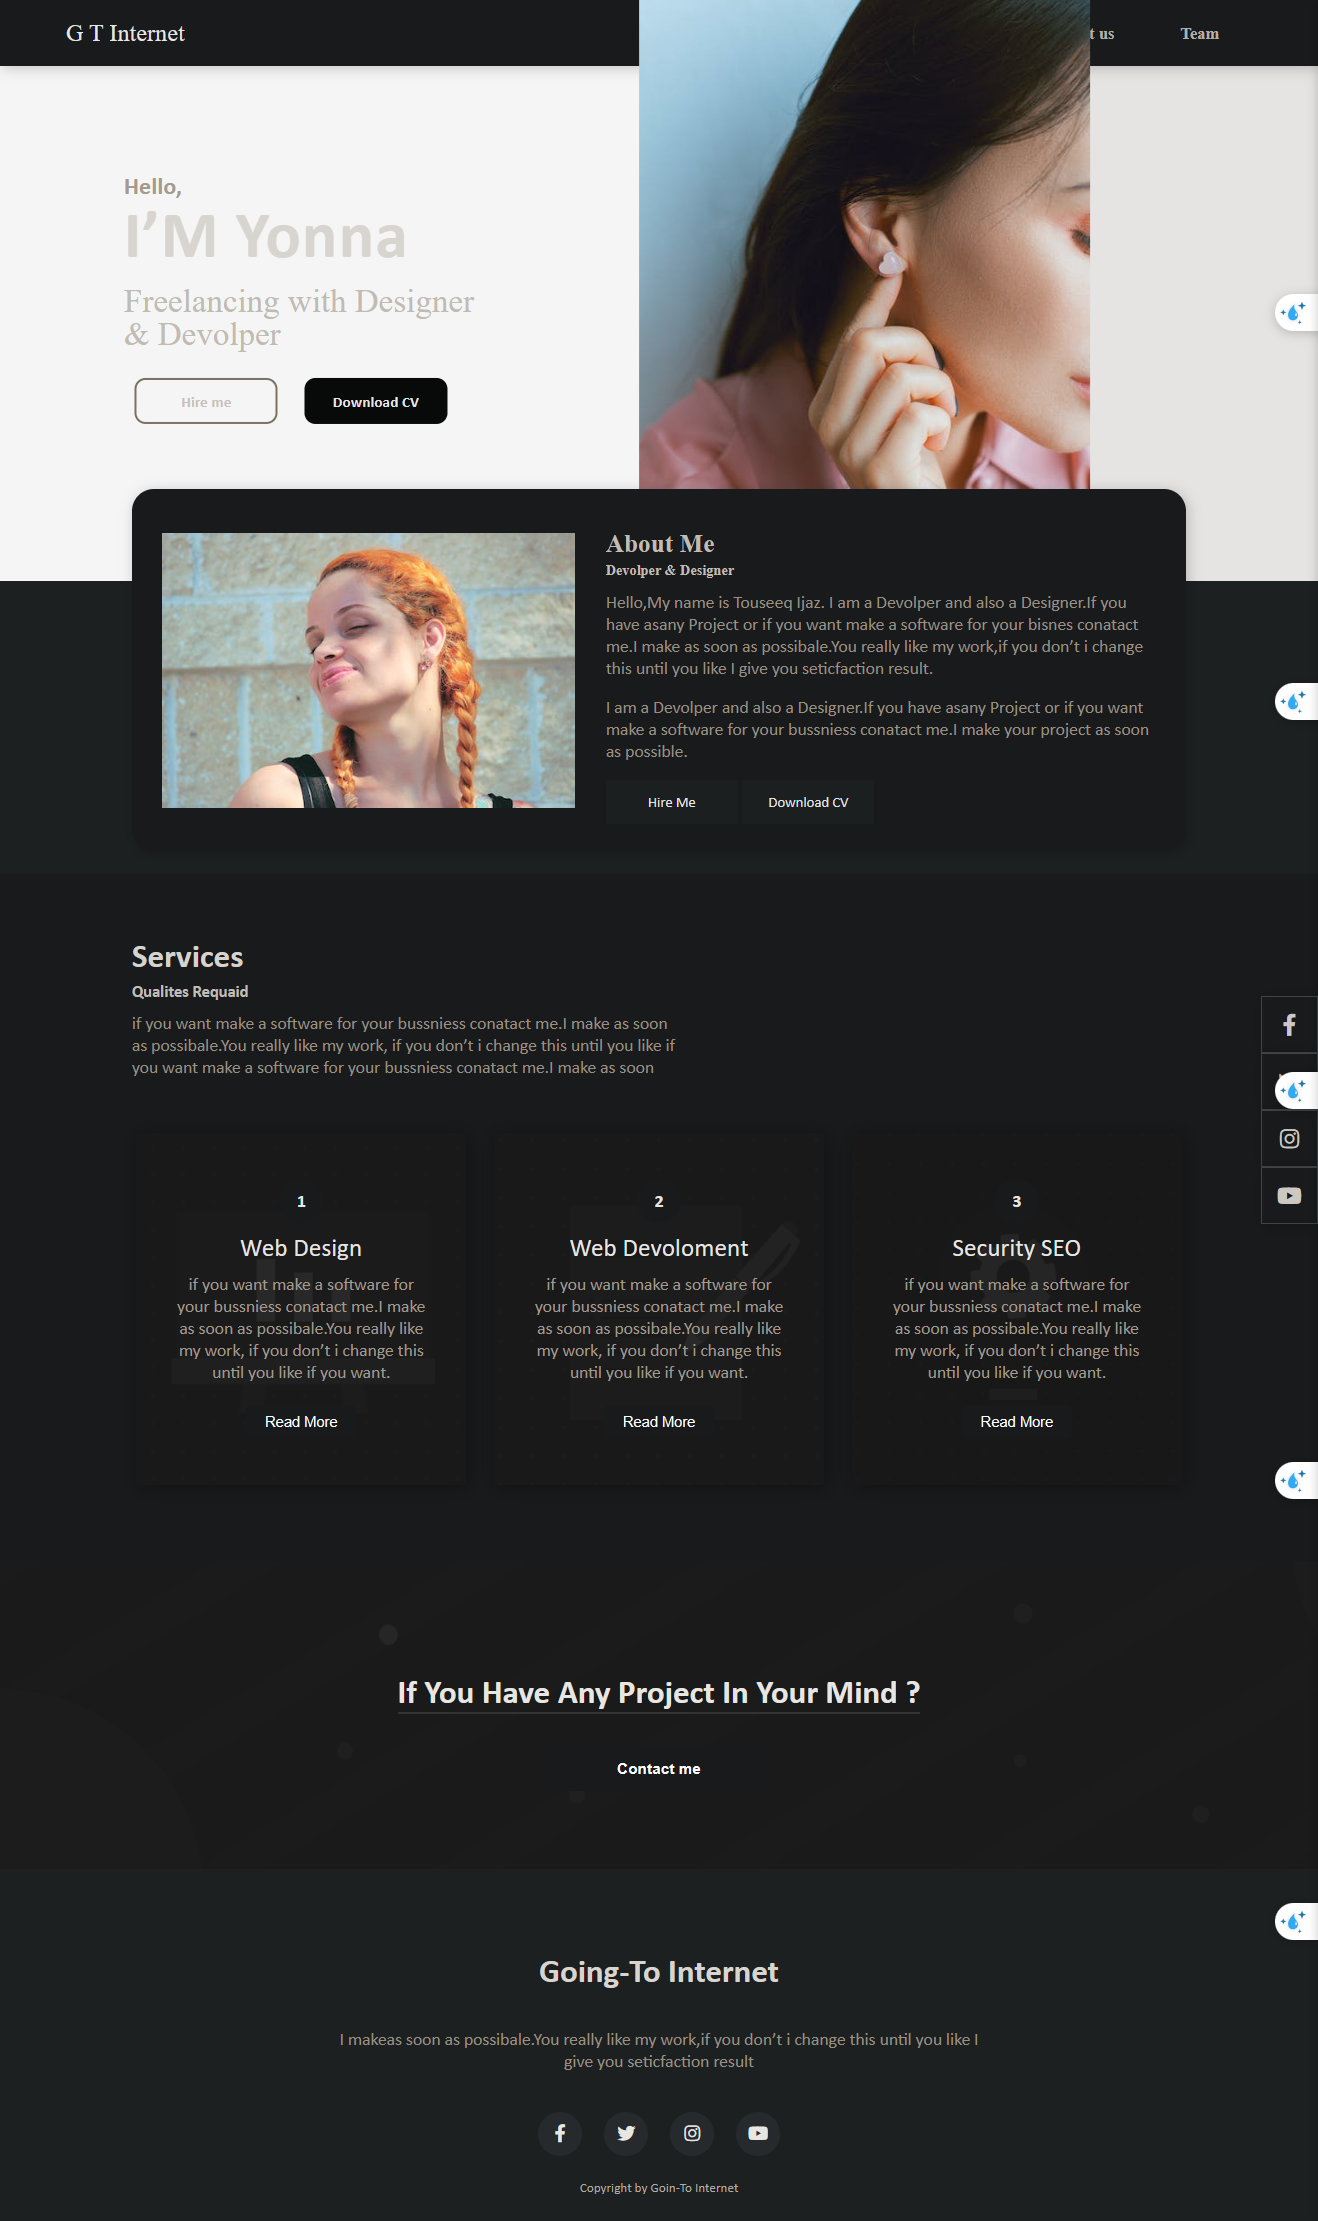 G T Internet
t us
Team
Hello,
I’M Yonna
Freelancing with Designer
& Devolper
Hire me
Download CV
About Me
Devolper & Designer
Hello,My name is Touseeq Ijaz. I am a Devolper and also a Designer.If you
have asany Project or if you want make a software for your bisnes conatact
me.I make as soon as possibale.You really like my work,if you don’t i change
this until you like I give you seticfaction result.
I am a Devolper and also a Designer.If you have asany Project or if you want
make a software for your bussniess conatact me.I make your project as soon
as possible.
Hire Me
Download CV
Services
Qualites Requaid
if you want make a software for your bussniess conatact me.I make as soon
as possibale.You really like my work, if you don’t i change this until you like if
you want make a software for your bussniess conatact me.I make as soon
1
Web Design
if you want make a software for
your bussniess conatact me.I make
as soon as possibale.You really like
my work, if you don’t i change this
until you like if you want.
Read More
2
Web Devoloment
if you want make a software for
your bussniess conatact me.I make
as soon as possibale.You really like
my work, if you don’t i change this
until you like if you want.
Read More
3
Security SEO
if you want make a software for
your bussniess conatact me.I make
as soon as possibale.You really like
my work, if you don’t i change this
until you like if you want.
Read More
If You Have Any Project In Your Mind ?
Contact me
Going-To Internet
I makeas soon as possibale.You really like my work,if you don’t i change this until you like I
give you seticfaction result
Copyright by Goin-To Internet